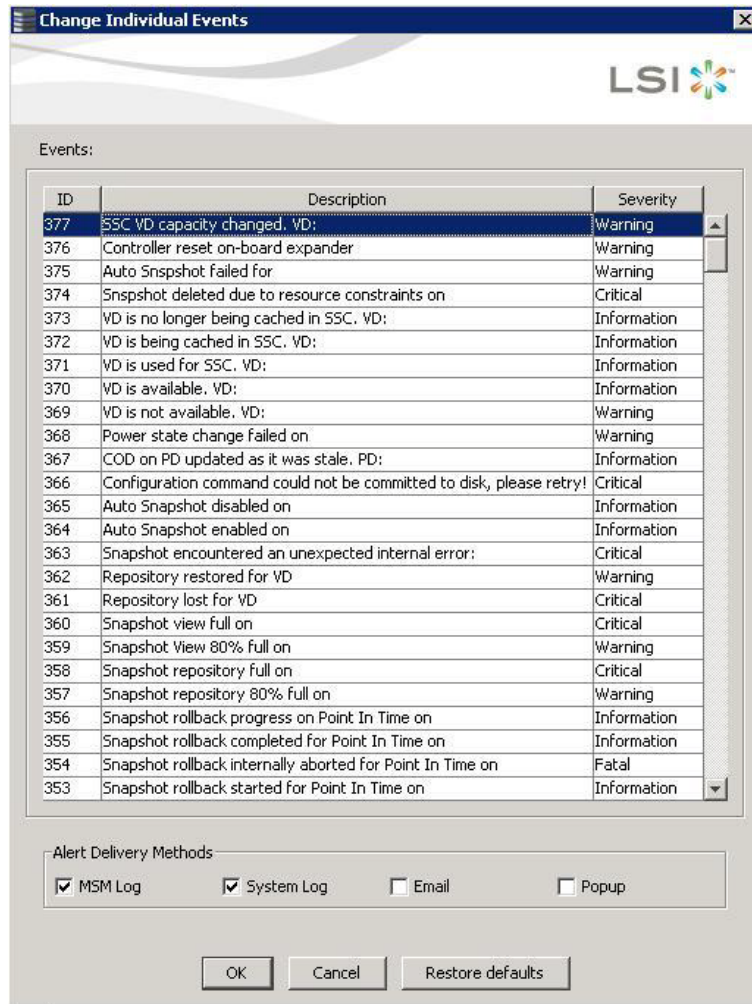 Change Individual Events
LSI™
Events:
ID Description Severity
377 SSC VD capacity changed. VD: Warning
376 Controller reset on-board expander Warning
375 Auto Snspshot failed for Warning
374 Snspshot deleted due to resource constraints on Critical
373 VD is no longer being cached in SSC. VD: Information
372 VD is being cached in SSC. VD: Information
371 VD is used for SSC. VD: Information
370 VD is available. VD: Information
369 VD is not available. VD: Warning
368 Power state change failed on Warning
367 COD on PD updated as it was stale. PD: Information
366 Configuration command could not be committed to disk, please retry! Critical
365 Auto Snapshot disabled on Information
364 Auto Snapshot enabled on Information
363 Snapshot encountered an unexpected internal error: Critical
362 Repository restored for VD Warning
361 Repository lost for VD Critical
360 Snapshot view full on Critical
359 Snapshot View 80% full on Warning
358 Snapshot repository full on Critical
357 Snapshot repository 80% full on Warning
356 Snapshot rollback progress on Point In Time on Information
355 Snapshot rollback completed for Point In Time on Information
354 Snapshot rollback internally aborted for Point In Time on Fatal
353 Snapshot rollback started for Point In Time on Information
Alert Delivery Methods
MSM Log System Log Email Popup
OK Cancel Restore defaults